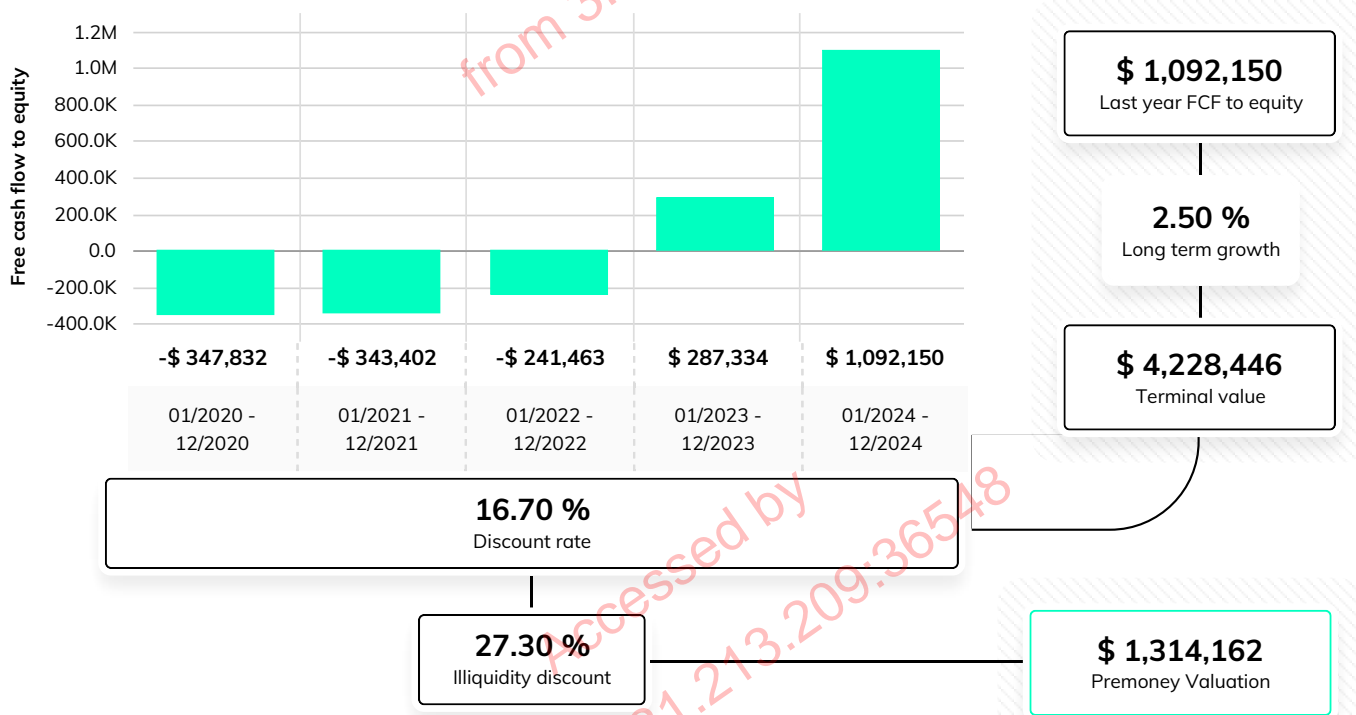 from 3
Free cash flow to equity
1.2M
1.0M
800.0K
600.0K
400.0K
200.0K
0.0
-200.0K
-400.0K
-$ 347,832
-$ 343,402
-$ 241,463
$ 287,334
$ 1,092,150
01/2020 -
12/2020
01/2021 -
12/2021
01/2022 -
12/2022
01/2023 -
12/2023
01/2024 -
12/2024
$ 1,092,150
Last year FCF to equity
2.50 %
Long term growth
$ 4,228,446
Terminal value
16.70 %
Discount rate
27.30 %
Illiquidity discount
$ 1,314,162
Premoney Valuation
Accessed by
1.213.209:36548